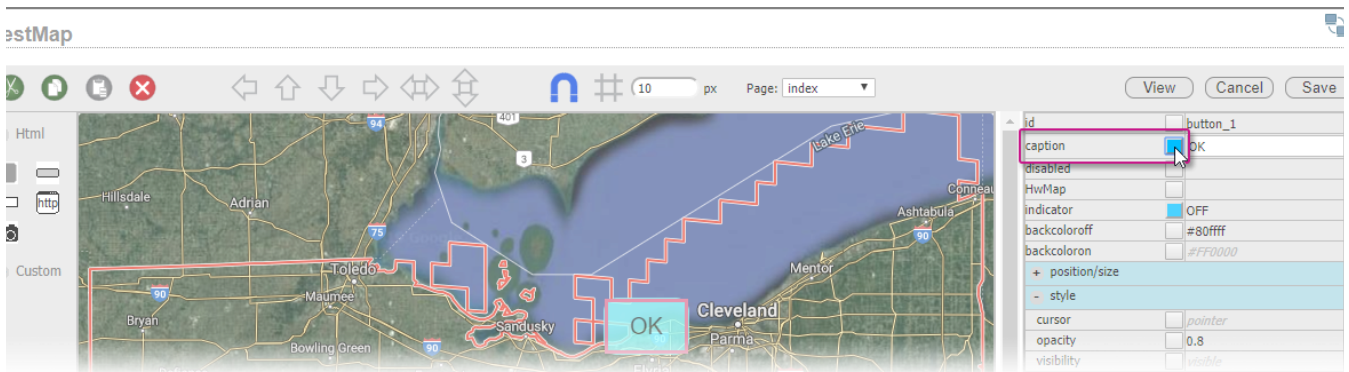 estMap
10 px Page: index View Cancel Save
Html
http
Custom
94
401
3
Lake Erie
Hillsdale
Adrian
Conneau
Ashtabula
75
90
Toledo
Mentor
90
Maumee
Cleveland
Bryan
Sandusky
OK
90
Parma
Bowling Green
90
id button_1
caption OK
disabled
HwMap
indicator OFF
backcoloroff #80ffff
backcoloron #FF0000
+ position/size
- style
cursor pointer
opacity 0.8
visibility visible